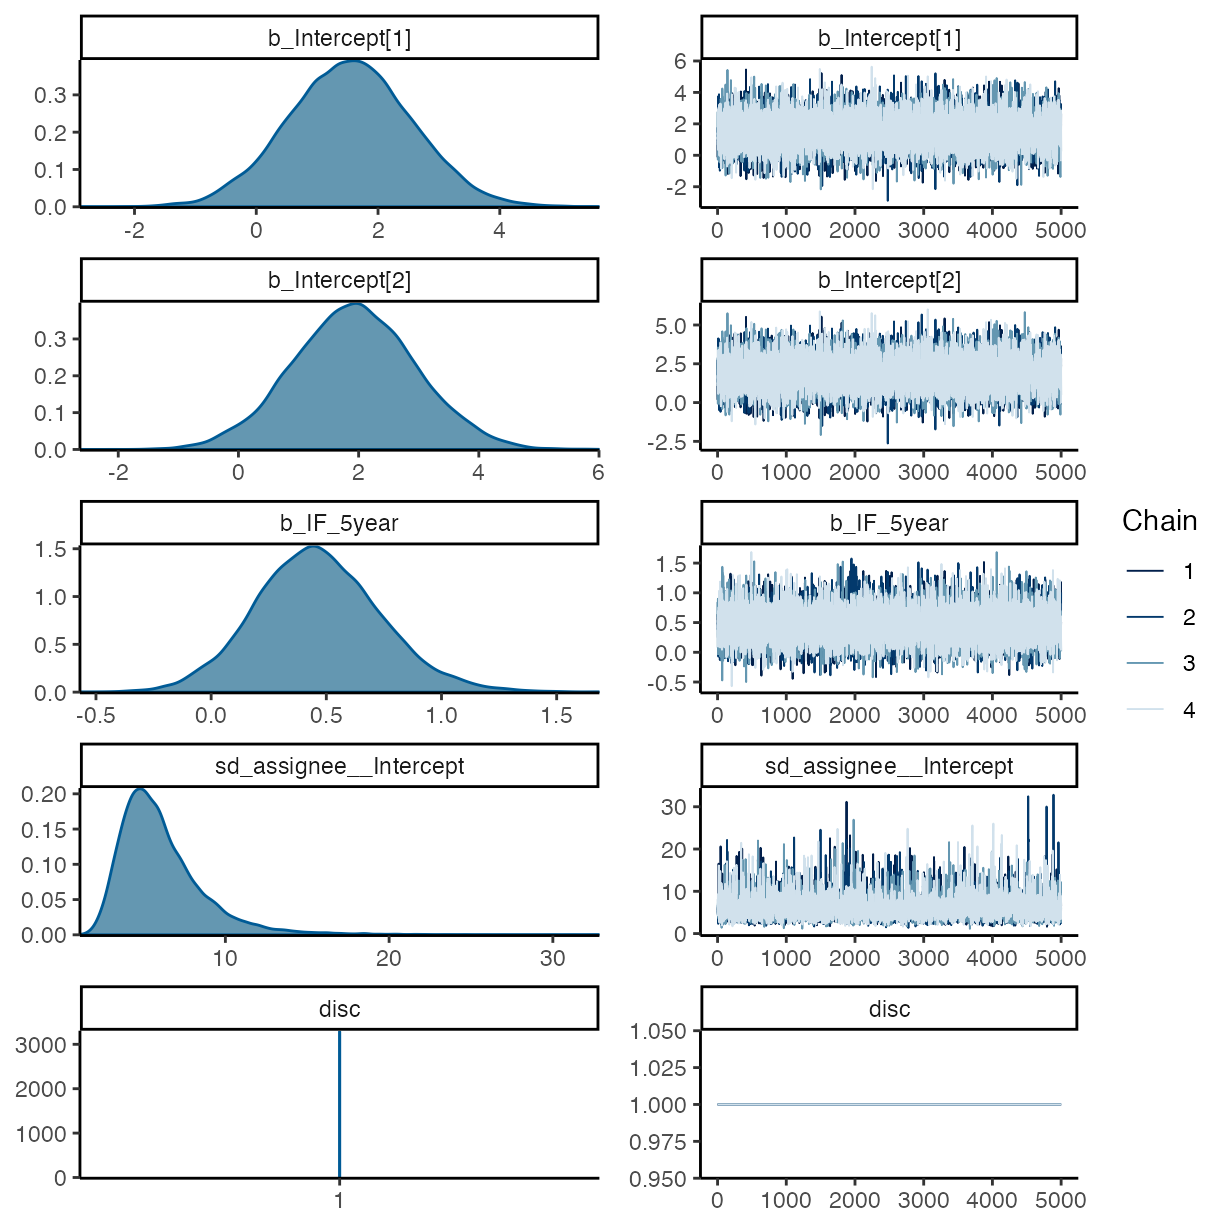 b_Intercept[1]
0.3
0.2
0.1
0.0
-2 0 2 4
b_Intercept[1]
6
4
2
0
-2
0 1000 2000 3000 4000 5000
b_Intercept[2]
0.3
0.2
0.1
0.0
-2 0 2 4 6
b_Intercept[2]
5.0
2.5
0.0
-2.5
0 1000 2000 3000 4000 5000
b_IF_5year
1.5
1.0
0.5
0.0
-0.5 0.0 0.5 1.0 1.5
b_IF_5year
1.5
1.0
0.5
0.0
-0.5
0 1000 2000 3000 4000 5000
sd_assignee__Intercept
0.20
0.15
0.10
0.05
0.00
10 20 30
sd_assignee__Intercept
30
20
10
0
0 1000 2000 3000 4000 5000
disc
3000
2000
1000
0
1
disc
1.050
1.025
1.000
0.975
0.950
0 1000 2000 3000 4000 5000
Chain
1
2
3
4